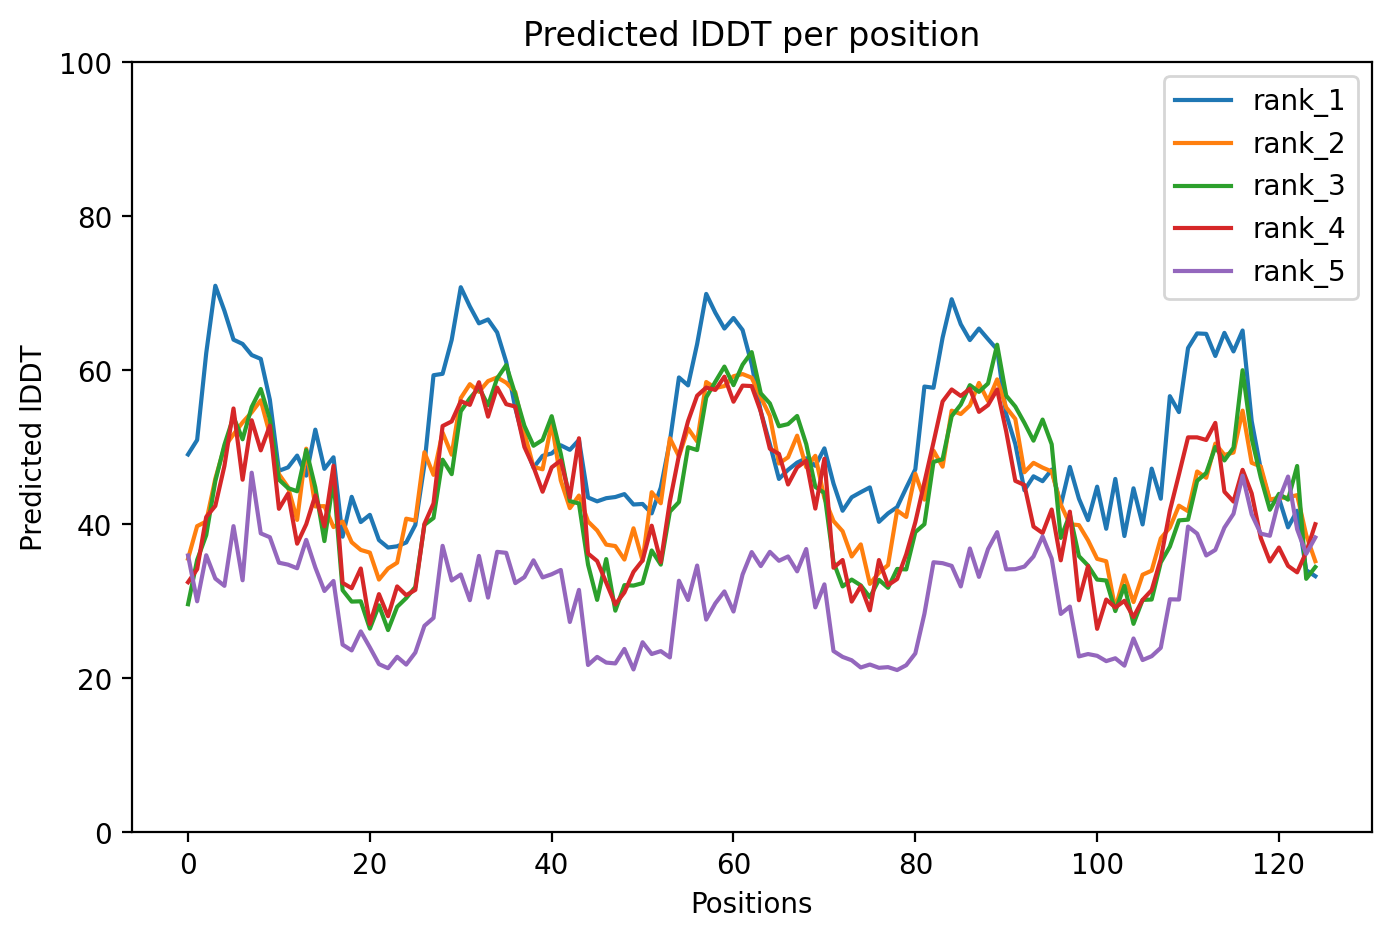 Predicted lDDT per position
100
80
60
40
20
0
Predicted lDDT
0 20 40 60 80 100 120
Positions
rank_1
rank_2
rank_3
rank_4
rank_5